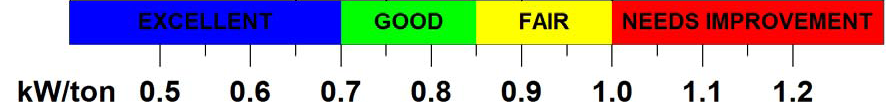 EXCELLENT GOOD FAIR NEEDS IMPROVEMENT
kW/ton 0.5 0.6 0.7 0.8 0.9 1.0 1.1 1.2